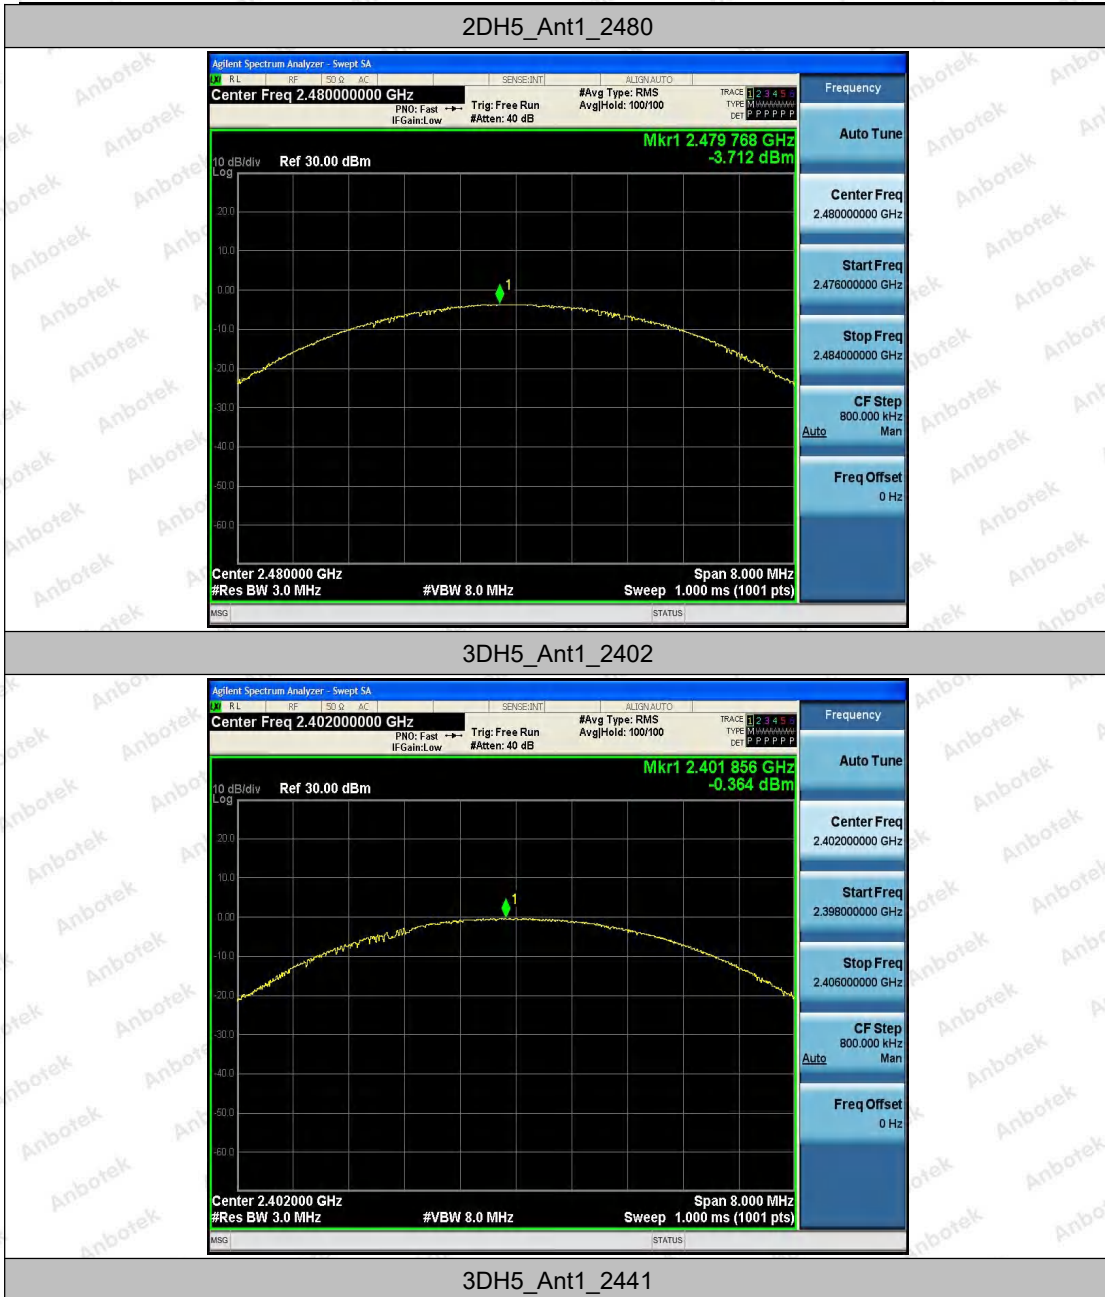 2DH5_Ant1_2480
Agilent Spectrum Analyzer - Swept SA
LXI RL RF 50 Ω AC SENSE:INT ALIGNAUTO
Center Freq 2.480000000 GHz
PNO: Fast
IFGain:Low
Trig: Free Run
#Atten: 40 dB
#Avg Type: RMS
Avg|Hold: 100/100
TRACE 1 2 3 4 5 6
TYPE M
DET P P P P P P
Mkr1 2.479 768 GHz
-3.712 dBm
10 dB/div Ref 30.00 dBm
Log
20.0
10.0
0.00
-10.0
-20.0
-30.0
-40.0
-50.0
-60.0
1
Center 2.480000 GHz Span 8.000 MHz
#Res BW 3.0 MHz #VBW 8.0 MHz Sweep 1.000 ms (1001 pts)
MSG STATUS
Frequency
Auto Tune
Center Freq
2.480000000 GHz
Start Freq
2.476000000 GHz
Stop Freq
2.484000000 GHz
CF Step
800.000 kHz
Auto Man
Freq Offset
0 Hz
3DH5_Ant1_2402
Agilent Spectrum Analyzer - Swept SA
LXI RL RF 50 Ω AC SENSE:INT ALIGNAUTO
Center Freq 2.402000000 GHz
PNO: Fast
IFGain:Low
Trig: Free Run
#Atten: 40 dB
#Avg Type: RMS
Avg|Hold: 100/100
TRACE 1 2 3 4 5 6
TYPE M
DET P P P P P P
Mkr1 2.401 856 GHz
-0.364 dBm
10 dB/div Ref 30.00 dBm
Log
20.0
10.0
0.00
-10.0
-20.0
-30.0
-40.0
-50.0
-60.0
1
Center 2.402000 GHz Span 8.000 MHz
#Res BW 3.0 MHz #VBW 8.0 MHz Sweep 1.000 ms (1001 pts)
MSG STATUS
Frequency
Auto Tune
Center Freq
2.402000000 GHz
Start Freq
2.398000000 GHz
Stop Freq
2.406000000 GHz
CF Step
800.000 kHz
Auto Man
Freq Offset
0 Hz
3DH5_Ant1_2441
Anbotek